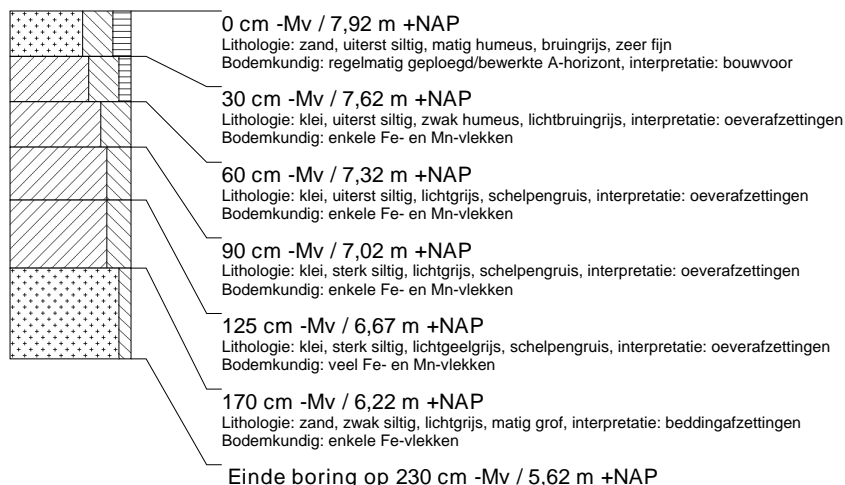 0 cm -Mv / 7,92 m +NAP
Lithologie: zand, uiterst siltig, matig humeus, bruingrijs, zeer fijn
Bodemkundig: regelmatig geploegd/bewerkte A-horizont, interpretatie: bouwvoor
30 cm -Mv / 7,62 m +NAP
Lithologie: klei, uiterst siltig, zwak humeus, lichtbruingrijs, interpretatie: oeverafzettingen
Bodemkundig: enkele Fe- en Mn-vlekken
60 cm -Mv / 7,32 m +NAP
Lithologie: klei, uiterst siltig, lichtgrijs, schelpengruis, interpretatie: oeverafzettingen
Bodemkundig: enkele Fe- en Mn-vlekken
90 cm -Mv / 7,02 m +NAP
Lithologie: klei, sterk siltig, lichtgrijs, schelpengruis, interpretatie: oeverafzettingen
Bodemkundig: enkele Fe- en Mn-vlekken
125 cm -Mv / 6,67 m +NAP
Lithologie: klei, sterk siltig, lichtgeelgrijs, schelpengruis, interpretatie: oeverafzettingen
Bodemkundig: veel Fe- en Mn-vlekken
170 cm -Mv / 6,22 m +NAP
Lithologie: zand, zwak siltig, lichtgrijs, matig grof, interpretatie: beddingafzettingen
Bodemkundig: enkele Fe-vlekken
Einde boring op 230 cm -Mv / 5,62 m +NAP